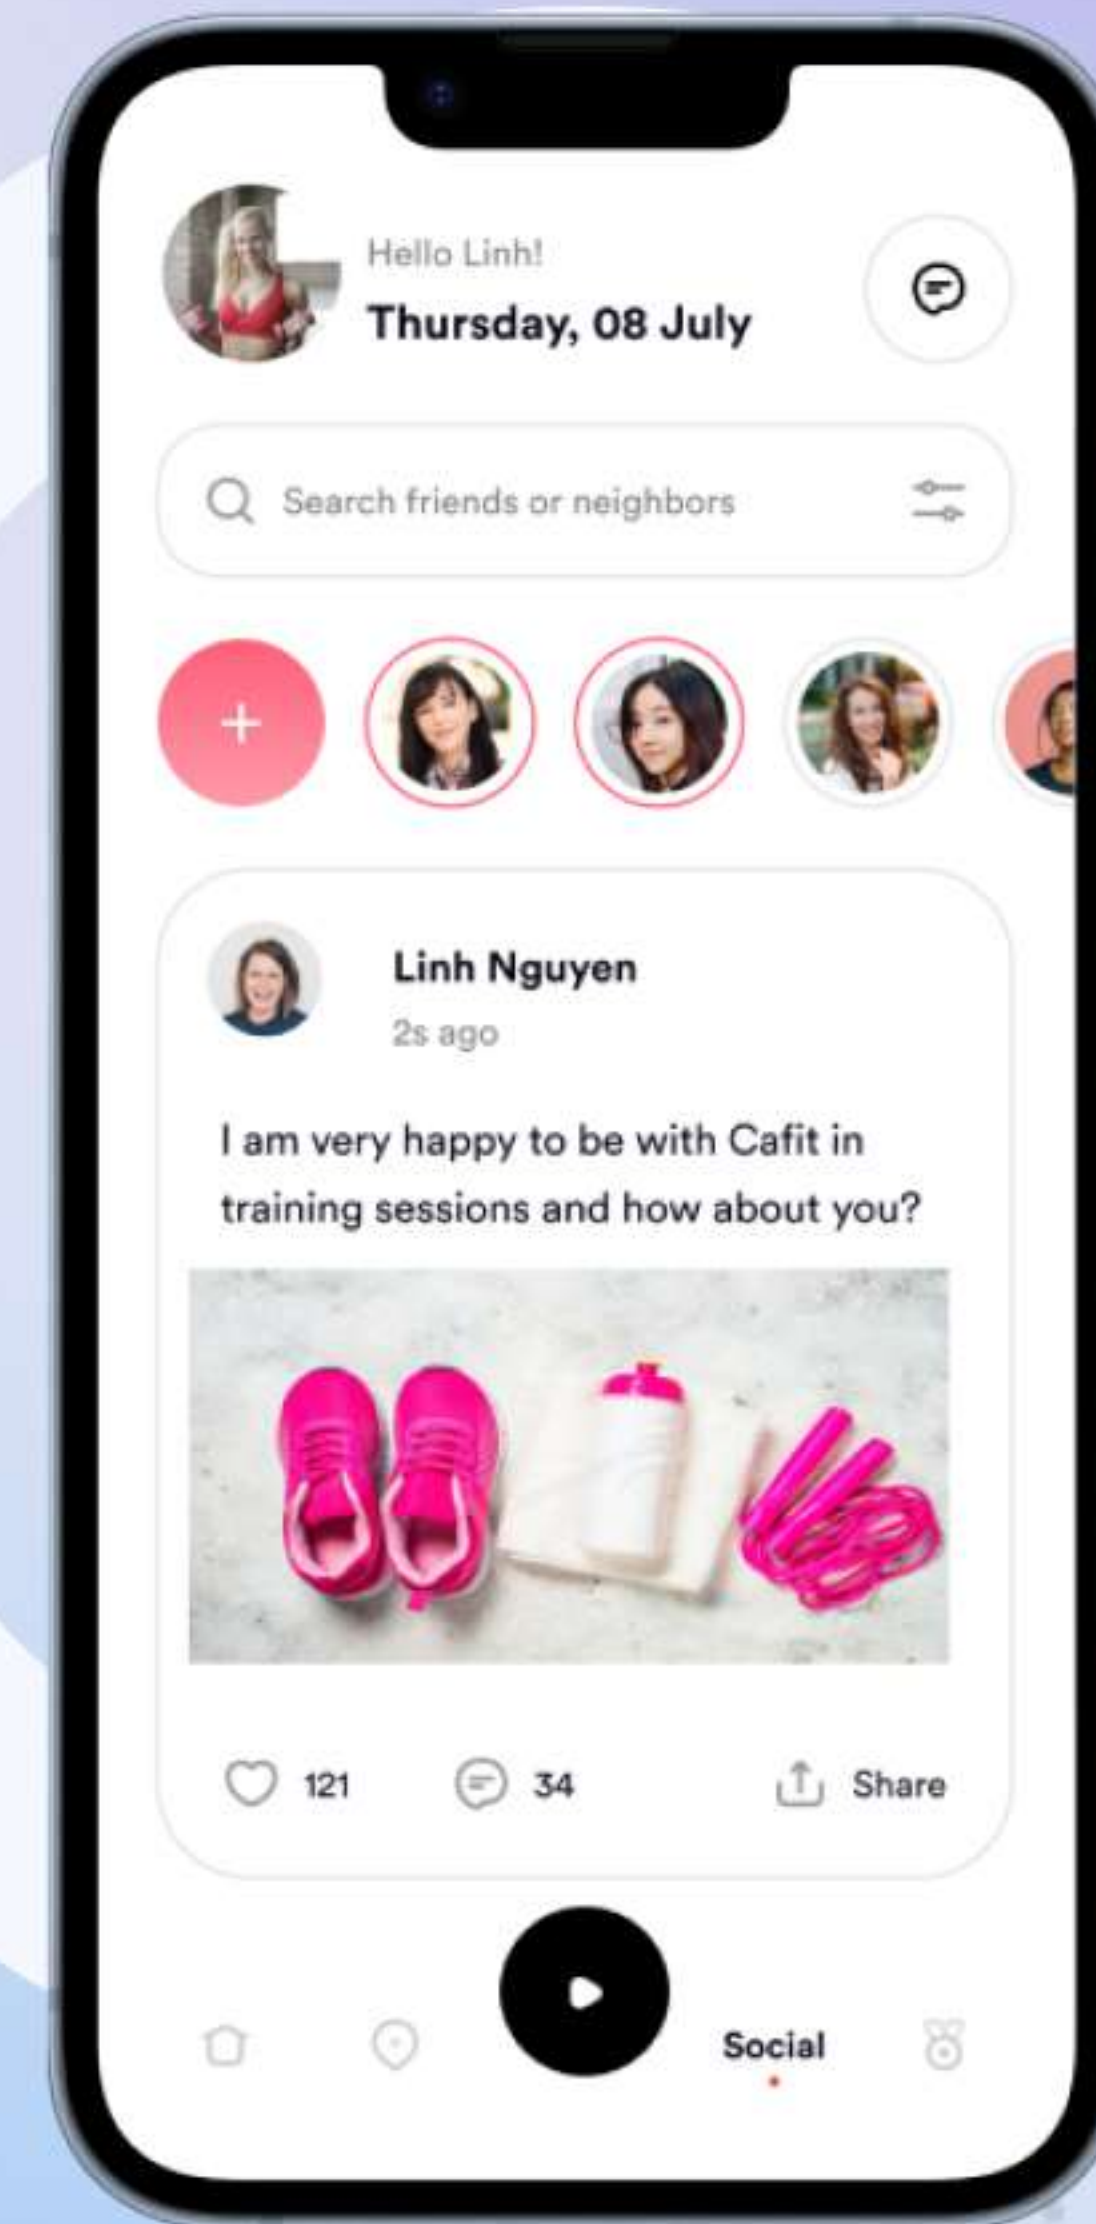 Hello Linh!
Thursday, 08 July
Search friends or neighbors
Linh Nguyen
2s ago
I am very happy to be with Cafit in
training sessions and how about you?
121
34
Share
Social